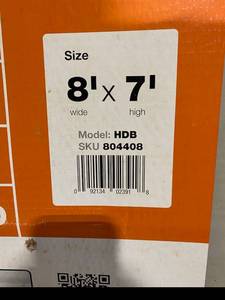 Size
8' x 7'
wide high
Model: HDB
SKU 804408
0 92134 02391 8